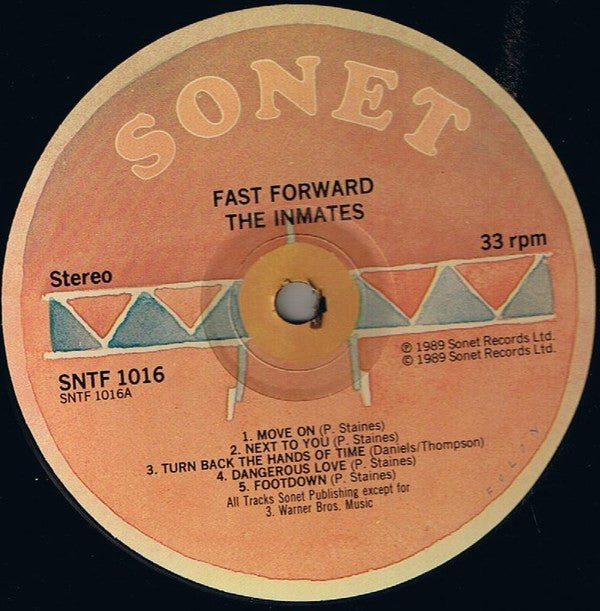 SONET
FAST FORWARD
THE INMATES
Stereo
33 rpm
SNTF 1016
SNTF 1016A
℗ 1989 Sonet Records Ltd.
© 1989 Sonet Records Ltd.
1. MOVE ON (P. Staines)
2. NEXT TO YOU (P. Staines)
3. TURN BACK THE HANDS OF TIME (Daniels/Thompson)
4. DANGEROUS LOVE (P. Staines)
5. FOOTDOWN (P. Staines)
All Tracks Sonet Publishing except for
3. Warner Bros. Music